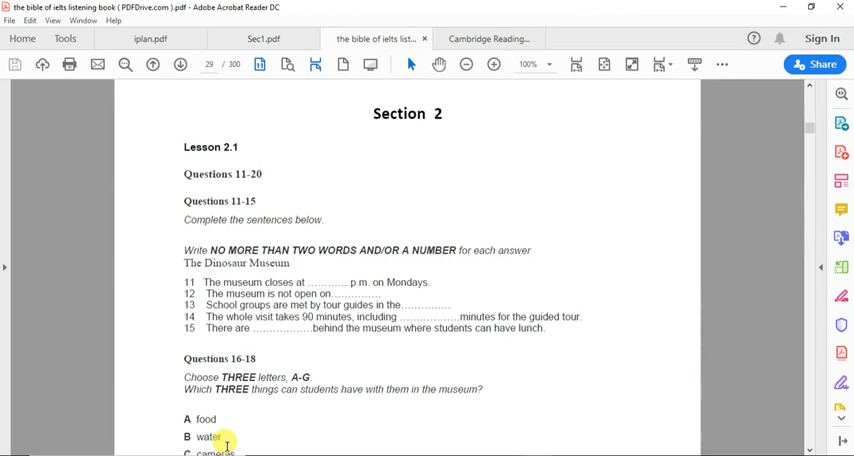 the bible of ielts listening book ( PDFDrive.com ).pdf - Adobe Acrobat Reader DC
File Edit View Window Help
Home Tools iplan.pdf Sec1.pdf the bible of ielts list... × Cambridge Reading... Sign In
29 / 300 100% Share
Section 2
Lesson 2.1
Questions 11-20
Questions 11-15
Complete the sentences below.
Write NO MORE THAN TWO WORDS AND/OR A NUMBER for each answer
The Dinosaur Museum
11 The museum closes at .............p.m. on Mondays.
12 The museum is not open on...............
13 School groups are met by tour guides in the...............
14 The whole visit takes 90 minutes, including ..................minutes for the guided tour.
15 There are ..................behind the museum where students can have lunch.
Questions 16-18
Choose THREE letters, A-G.
Which THREE things can students have with them in the museum?
A food
B water
C cameras